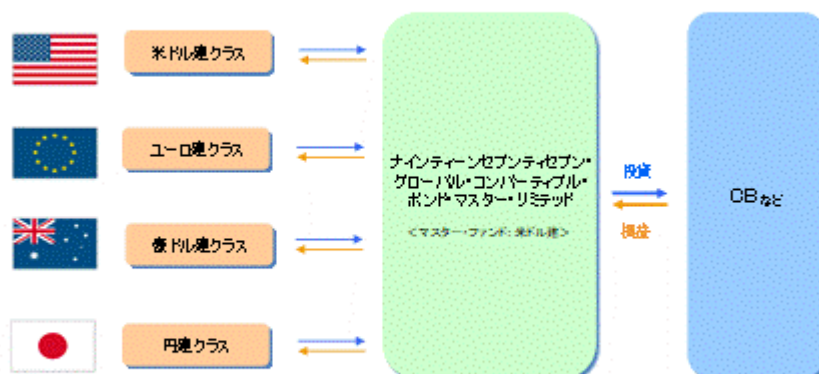 米ドル建クラス
ユーロ建クラス
豪ドル建クラス
円建クラス
ナインティーンセブンティセブン・
グローバル・コンバーティブル・
ボンド・マスター・リミテッド
<マスター・ファンド: 米ドル建>
投資
損益
CBなど